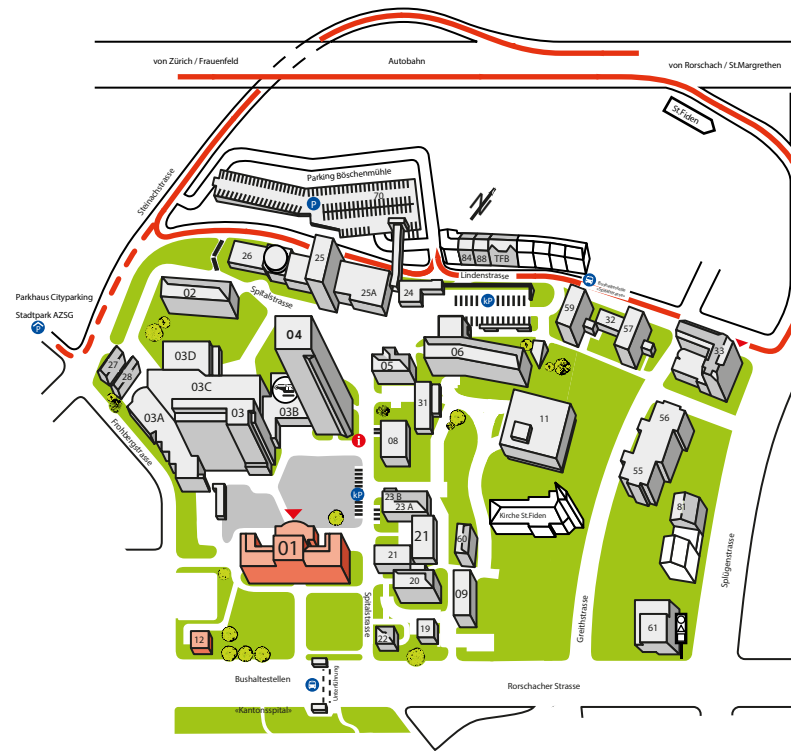 von Zürich / Frauenfeld
Autobahn
von Rorschach / St.Margrethen
St.Fiden
Steinachstrasse
Parking Böschenmühle
70
P
26
25
25A
24
84
88
TFB
Lindenstrasse
kP
Spitalstrasse
02
59
32
57
33
Parkhaus Cityparking
Stadtpark AZSG
P
04
03D
03C
03B
03A
03
27
28
Frohbergstrasse
05
06
31
08
i
11
56
55
kP
23 B
23 A
21
21
20
60
09
Kirche St.Fiden
81
61
01
12
22
19
Spitalstrasse
Greithstrasse
Splügenstrasse
Bushaltestellen
«Kantonsspital»
Unterführung
Rorschacher Strasse